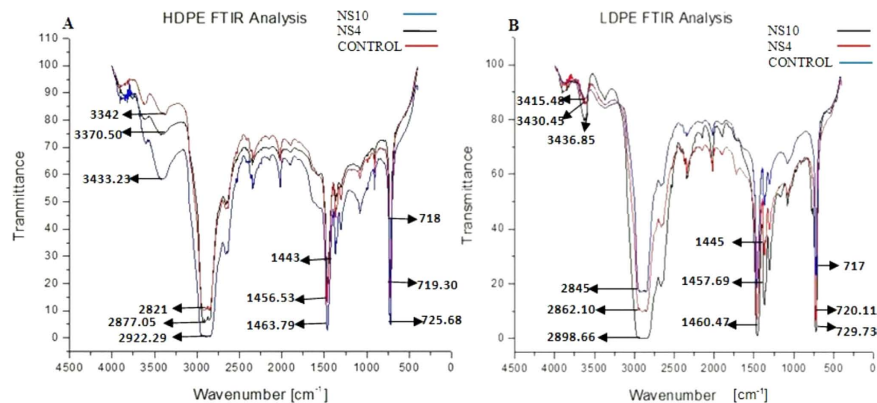 A
HDPE FTIR Analysis
NS10
NS4
CONTROL
Tranmittance
110
100
90
80
70
60
50
40
30
20
10
0
3342
3370.50
3433.23
2821
2877.05
2922.29
1443
1456.53
1463.79
718
719.30
725.68
4500 4000 3500 3000 2500 2000 1500 1000 500 0
Wavenumber [cm-1]
B
LDPE FTIR Analysis
NS10
NS4
CONTROL
Transmittance
100
80
60
40
20
0
3415.48
3430.45
3436.85
2845
2862.10
2898.66
1445
1457.69
1460.47
717
720.11
729.73
4500 4000 3500 3000 2500 2000 1500 1000 500 0
Wavenumber [cm-1]